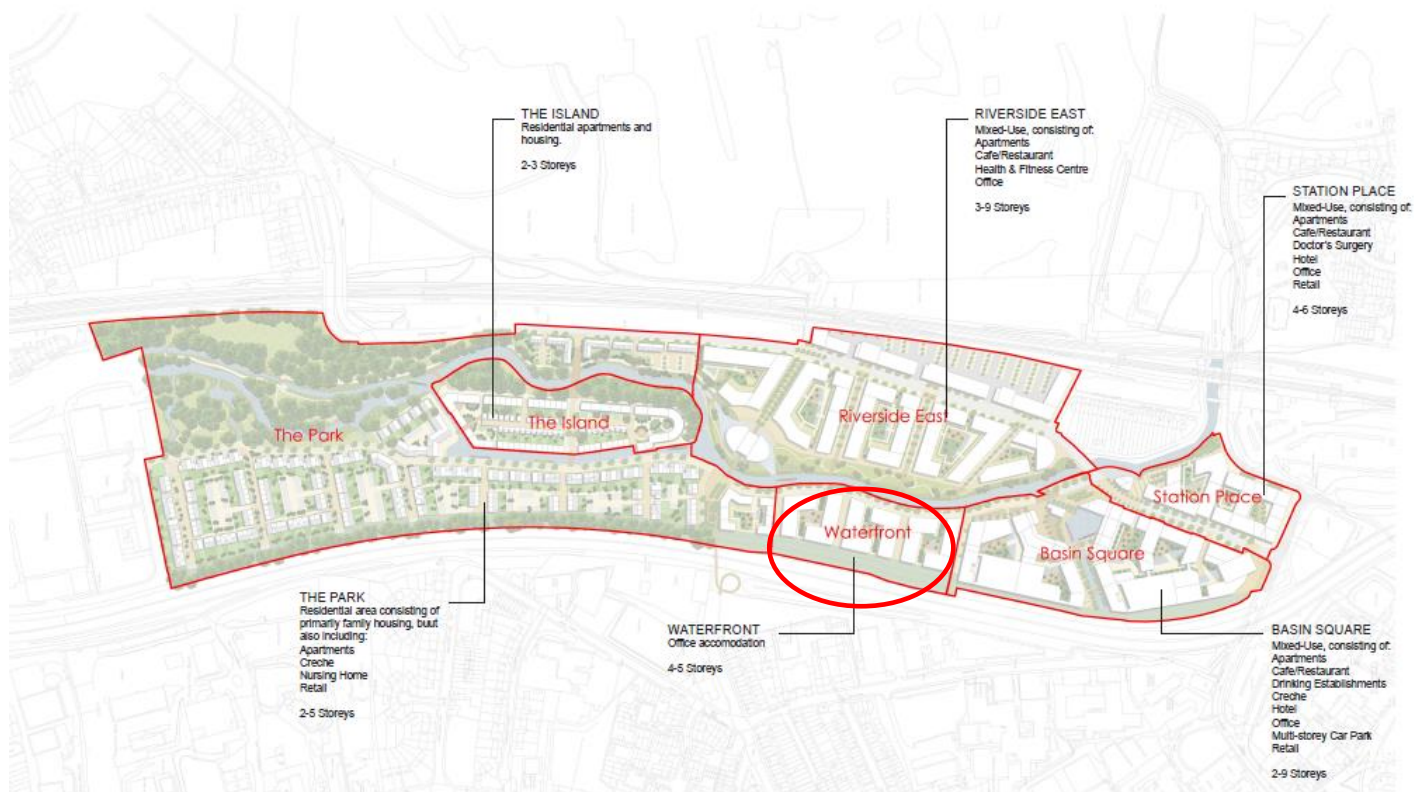 THE ISLAND
Residential apartments and
housing.
2-3 Storeys
RIVERSIDE EAST
Mixed-Use, consisting of:
Apartments
Cafe/Restaurant
Health & Fitness Centre
Office
3-9 Storeys
STATION PLACE
Mixed-Use, consisting of:
Apartments
Cafe/Restaurant
Doctor's Surgery
Hotel
Office
Retail
4-6 Storeys
The Park
The Island
Riverside East
Station Place
Waterfront
Basin Square
THE PARK
Residential area consisting of
primarily family housing, buut
also including:
Apartments
Creche
Nursing Home
Retail
2-5 Storeys
WATERFRONT
Office accomodation
4-5 Storeys
BASIN SQUARE
Mixed-Use, consisting of:
Apartments
Cafe/Restaurant
Drinking Establishments
Creche
Hotel
Office
Multi-storey Car Park
Retail
2-9 Storeys